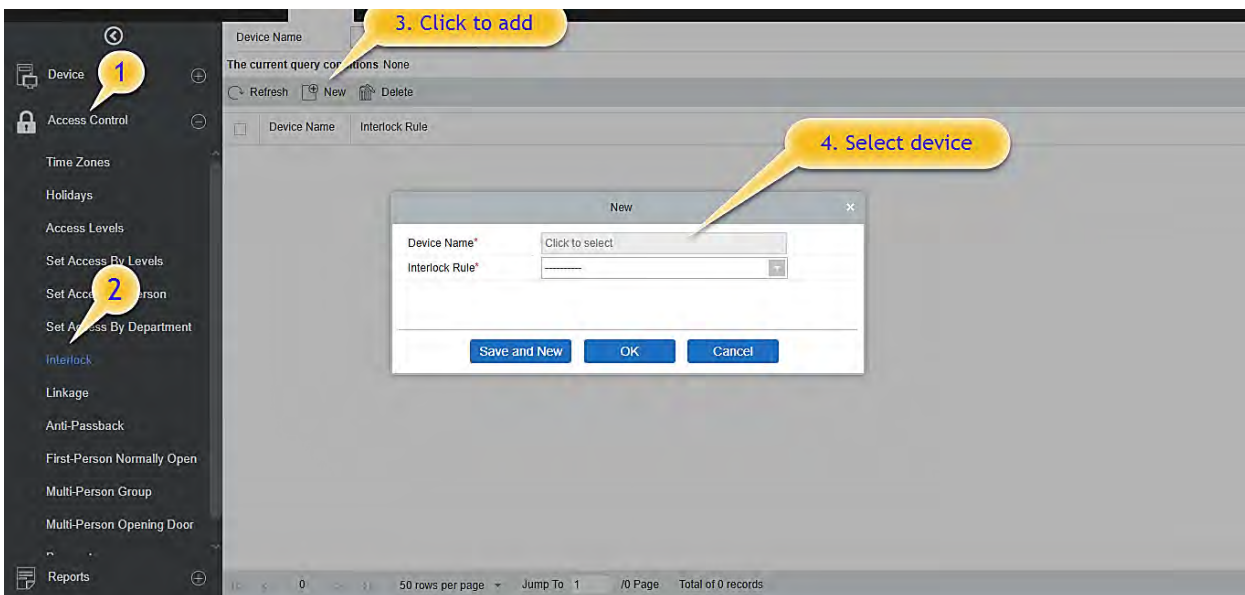 3. Click to add
Device Name
1
Device
The current query conditions None
Refresh New Delete
Access Control
Device Name Interlock Rule
4. Select device
Time Zones
Holidays
Access Levels
Set Access By Levels
2
Set Acce erson
Set Access By Department
Interlock
Linkage
Anti-Passback
First-Person Normally Open
Multi-Person Group
Multi-Person Opening Door
Reports
New
Device Name* Click to select
Interlock Rule* ----------
Save and New OK Cancel
0 50 rows per page Jump To 1 /0 Page Total of 0 records